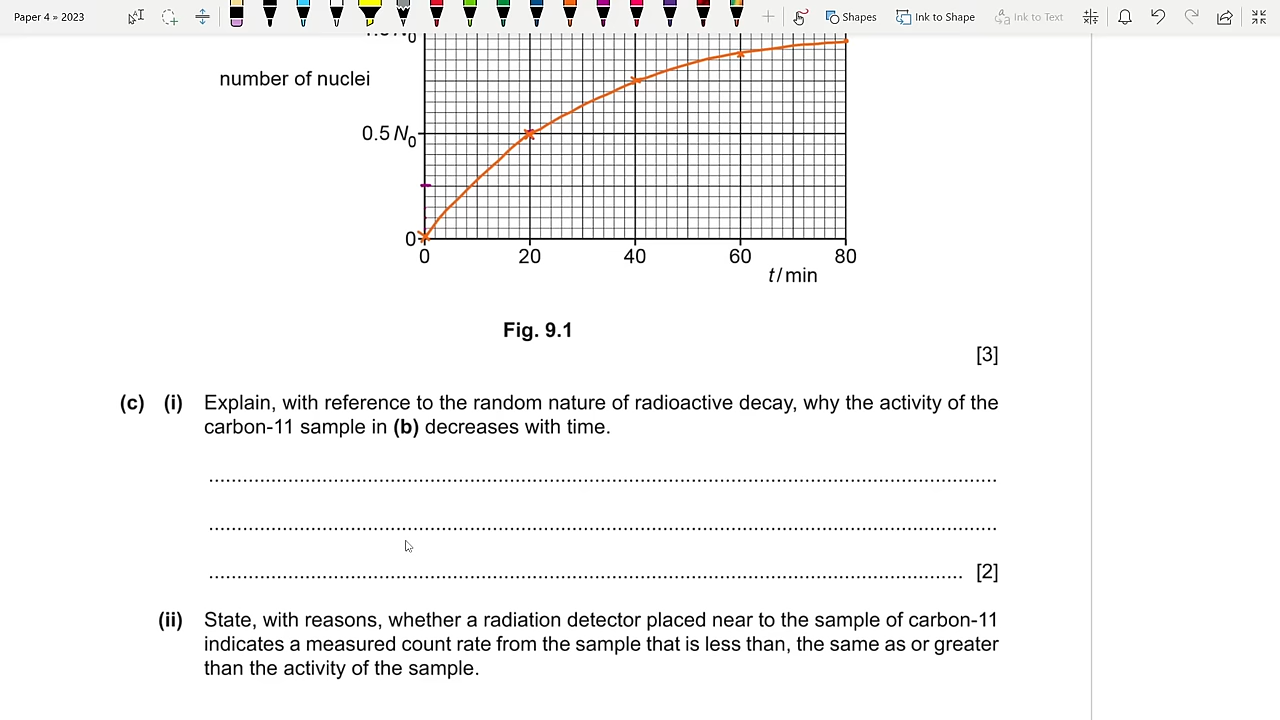 Paper 4 » 2023
Shapes
Ink to Shape
Ink to Text
number of nuclei
0.5 N0
0
0 20 40 60 80
t / min
Fig. 9.1
[3]
(c) (i) Explain, with reference to the random nature of radioactive decay, why the activity of the
carbon-11 sample in (b) decreases with time.
....................................................................................................
....................................................................................................
.................................................................................................... [2]
(ii) State, with reasons, whether a radiation detector placed near to the sample of carbon-11
indicates a measured count rate from the sample that is less than, the same as or greater
than the activity of the sample.